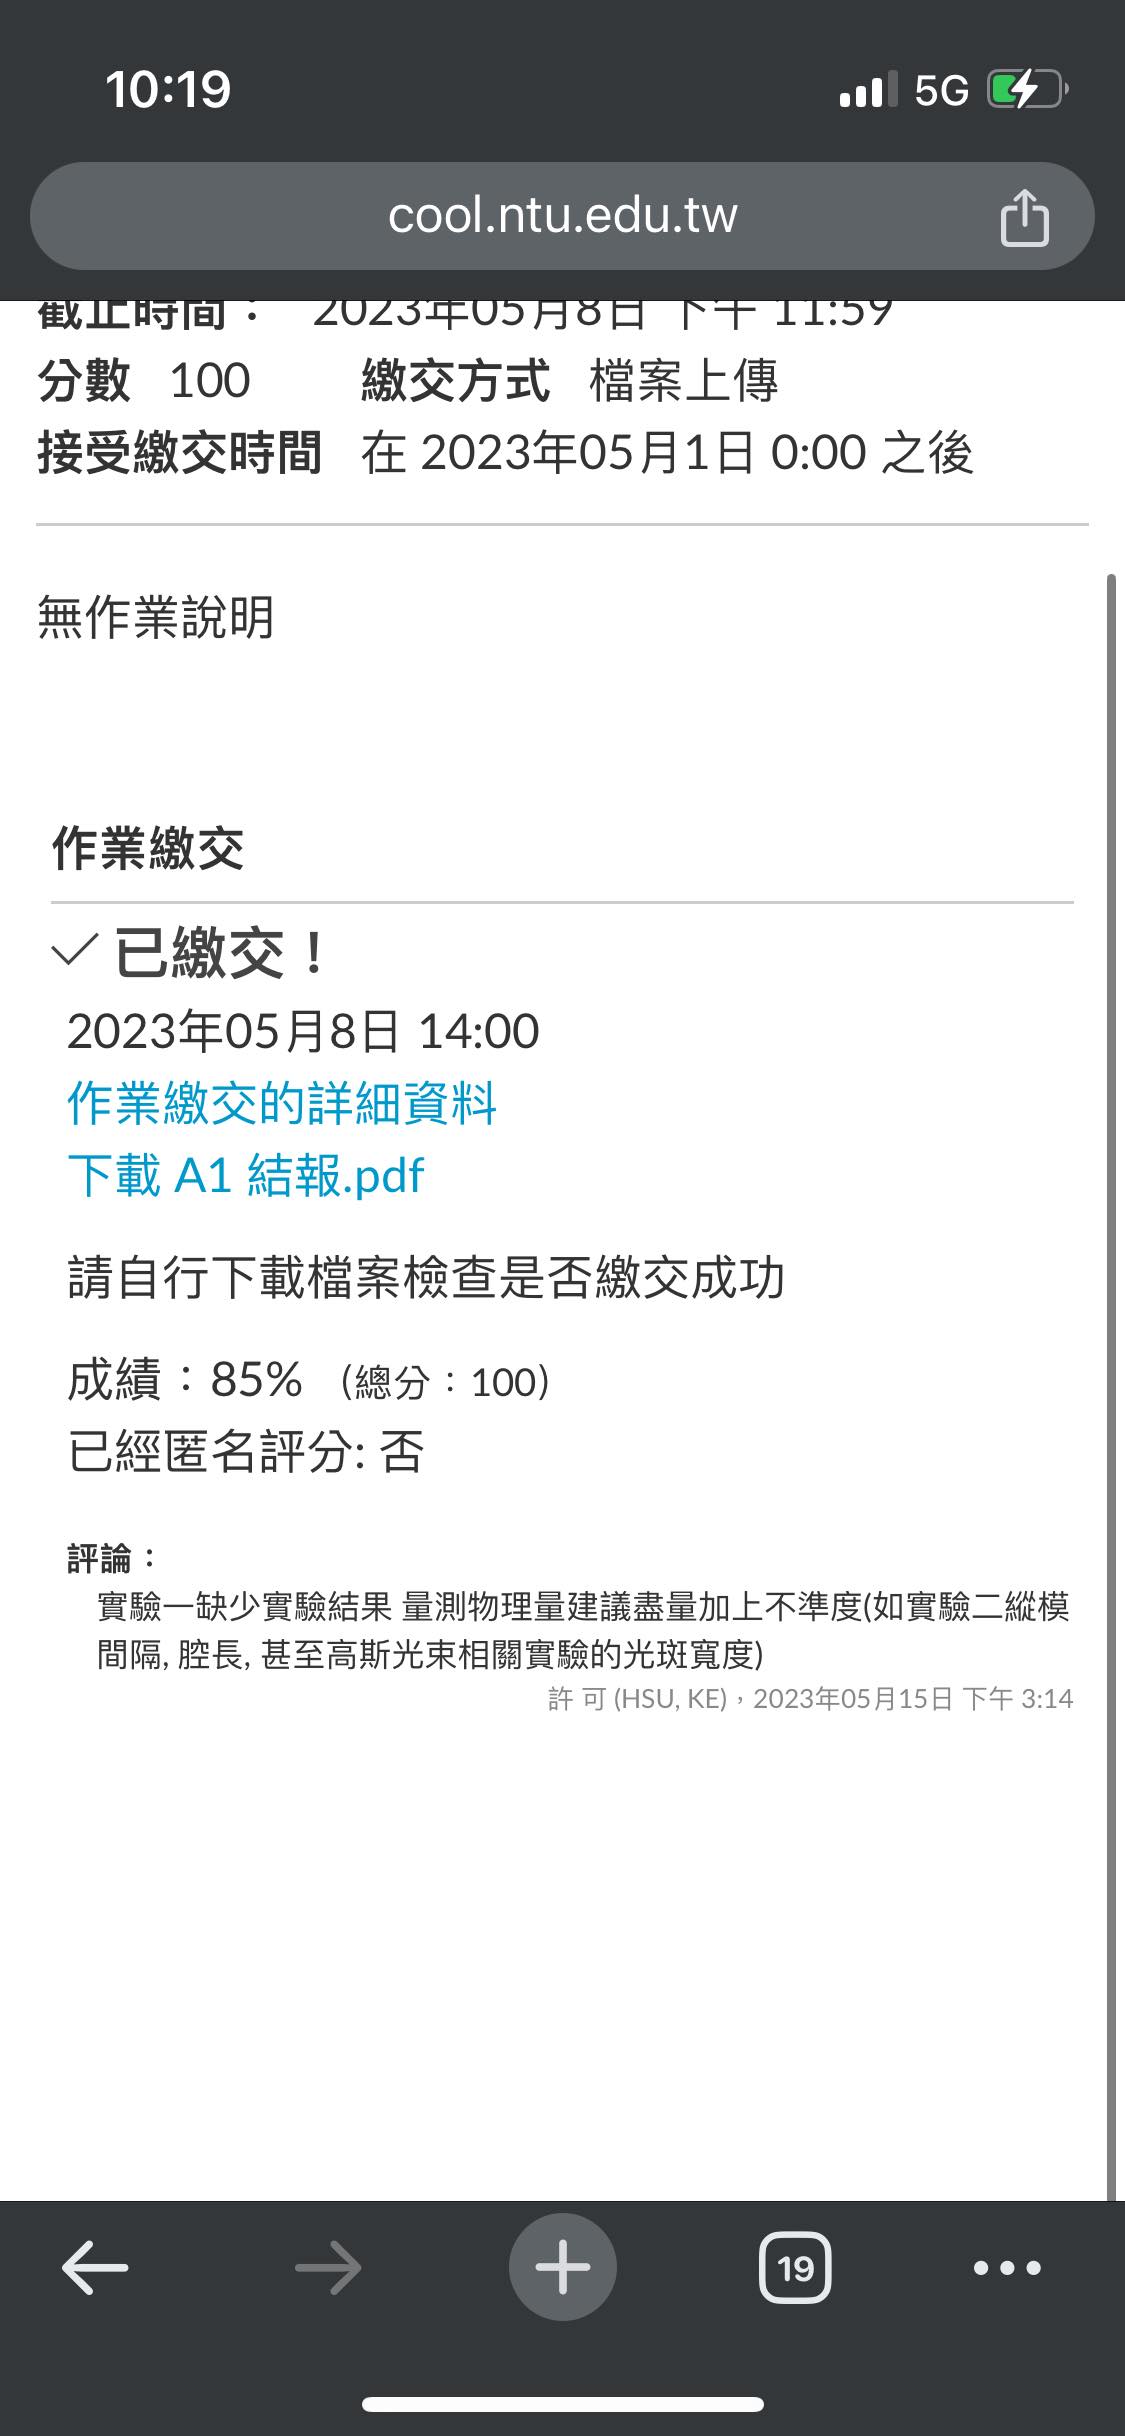 10:19
5G
cool.ntu.edu.tw
截止時間： 2023年05月8日 下午 11:59
分數 100 繳交方式 檔案上傳
接受繳交時間 在 2023年05月1日 0:00 之後
無作業說明
作業繳交
已繳交！
2023年05月8日 14:00
作業繳交的詳細資料
下載 A1 結報.pdf
請自行下載檔案檢查是否繳交成功
成績：85% (總分：100)
已經匿名評分: 否
評論：
實驗一缺少實驗結果 量測物理量建議盡量加上不準度(如實驗二縱模
間隔, 腔長, 甚至高斯光束相關實驗的光斑寬度)
許 可 (HSU, KE)，2023年05月15日 下午 3:14
19